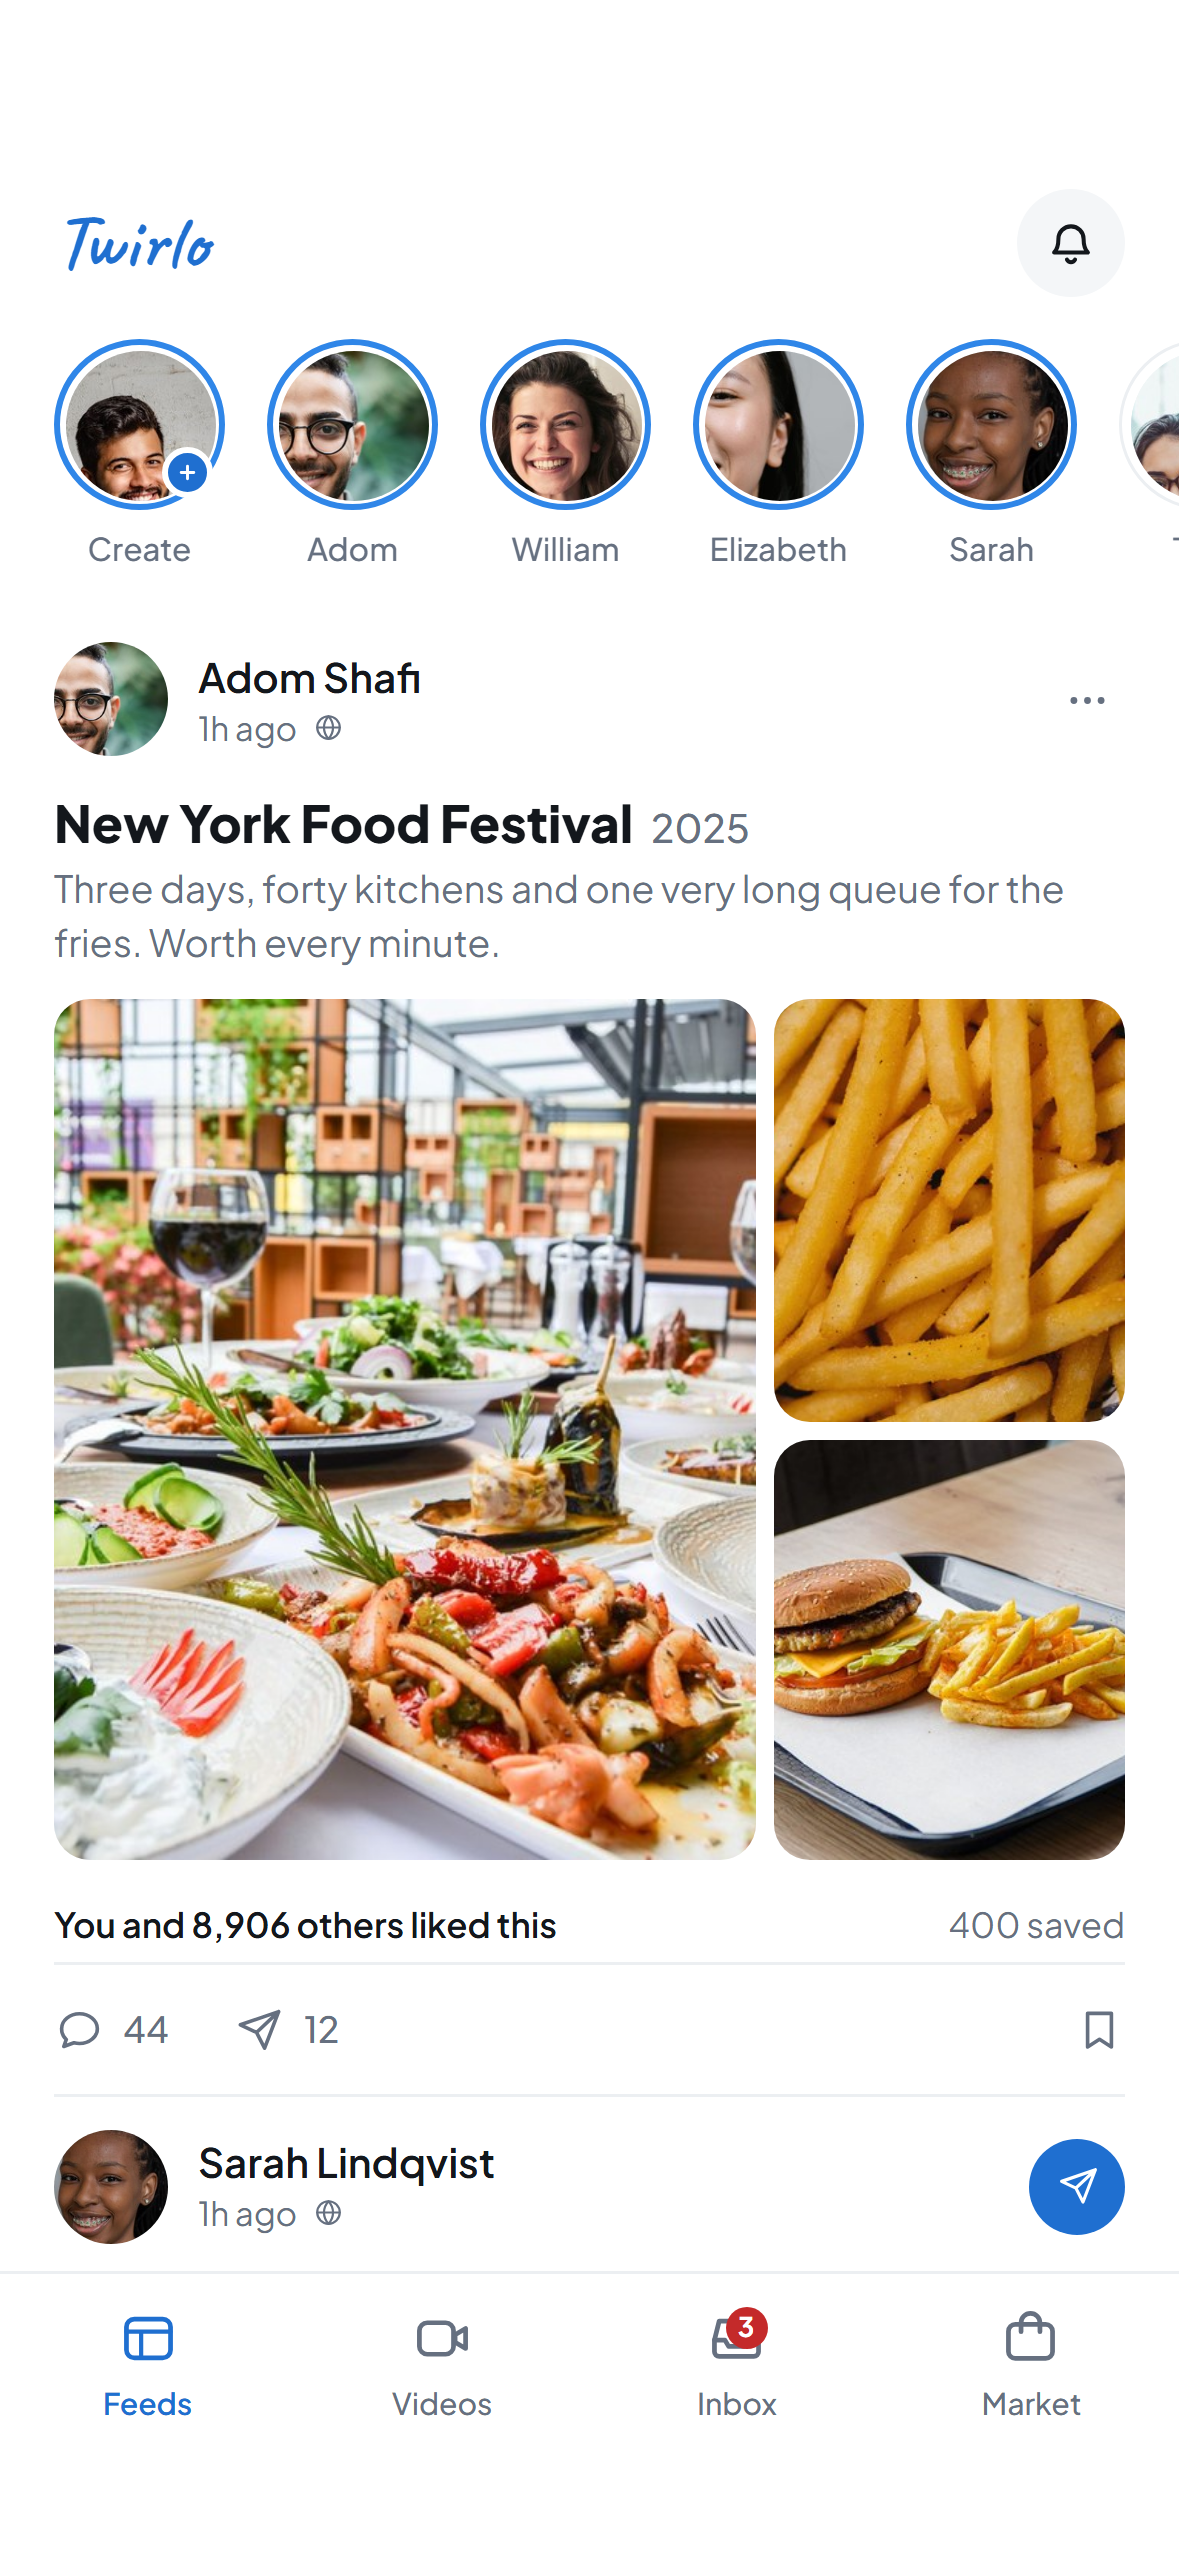 Twirlo
Create
Adom
William
Elizabeth
Sarah
Adom Shafi
1h ago
New York Food Festival 2025
Three days, forty kitchens and one very long queue for the
fries. Worth every minute.
You and 8,906 others liked this
400 saved
44
12
Sarah Lindqvist
1h ago
3
Feeds
Videos
Inbox
Market